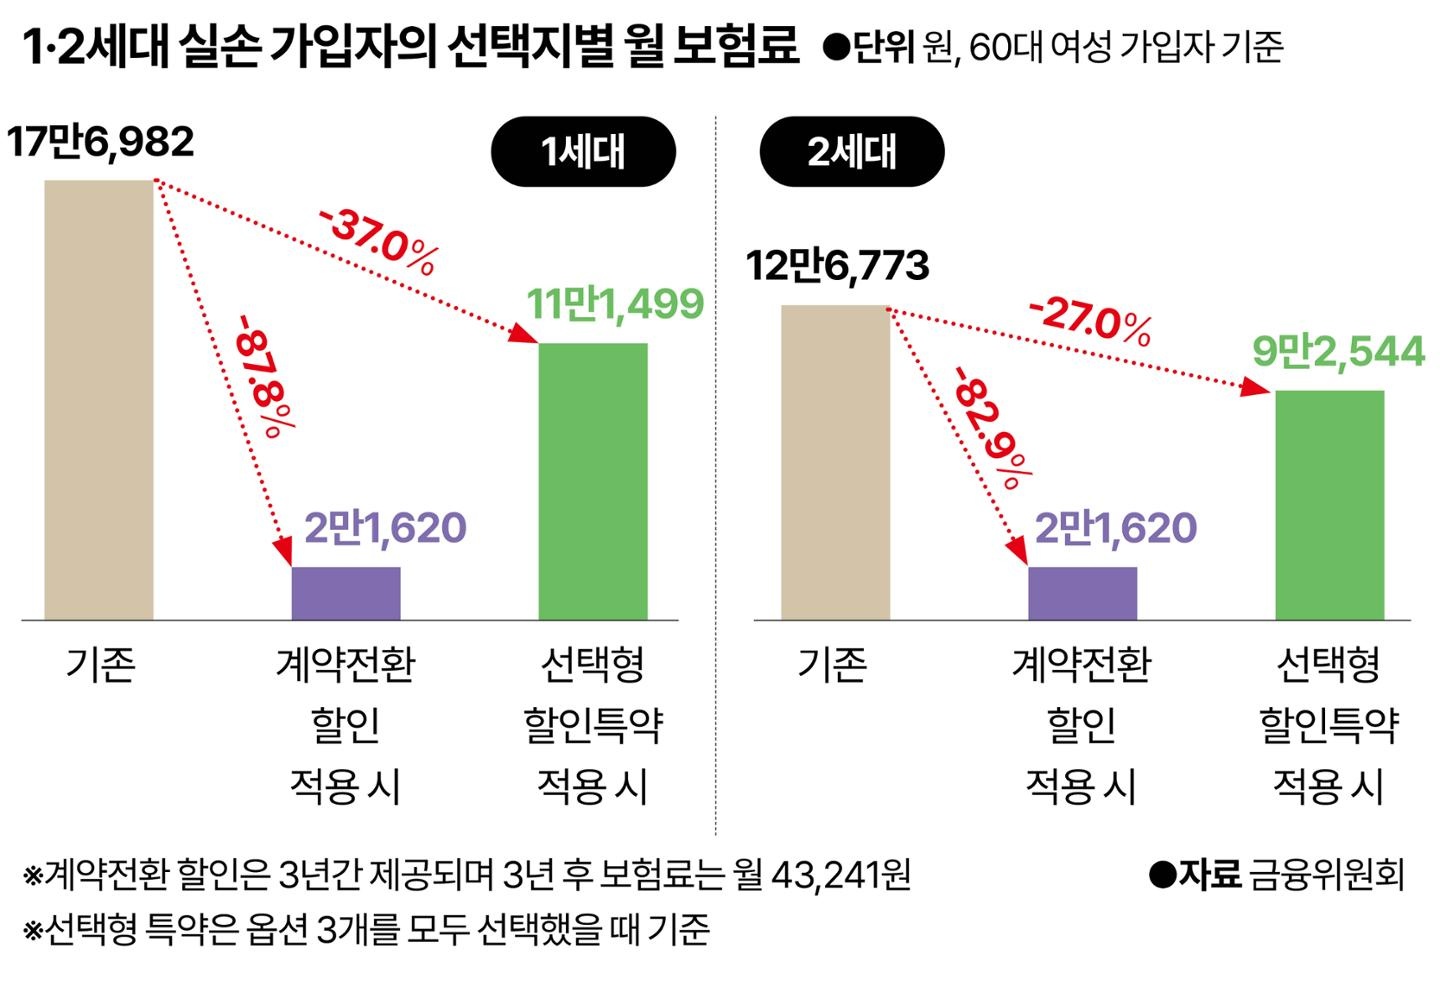 1·2세대 실손 가입자의 선택지별 월 보험료 ●단위 원, 60대 여성 가입자 기준
1세대
17만6,982
-37.0%
-87.8%
11만1,499
2만1,620
기존
계약전환
할인
적용 시
선택형
할인특약
적용 시
2세대
12만6,773
-27.0%
-82.9%
9만2,544
2만1,620
기존
계약전환
할인
적용 시
선택형
할인특약
적용 시
※계약전환 할인은 3년간 제공되며 3년 후 보험료는 월 43,241원
●자료 금융위원회
※선택형 특약은 옵션 3개를 모두 선택했을 때 기준